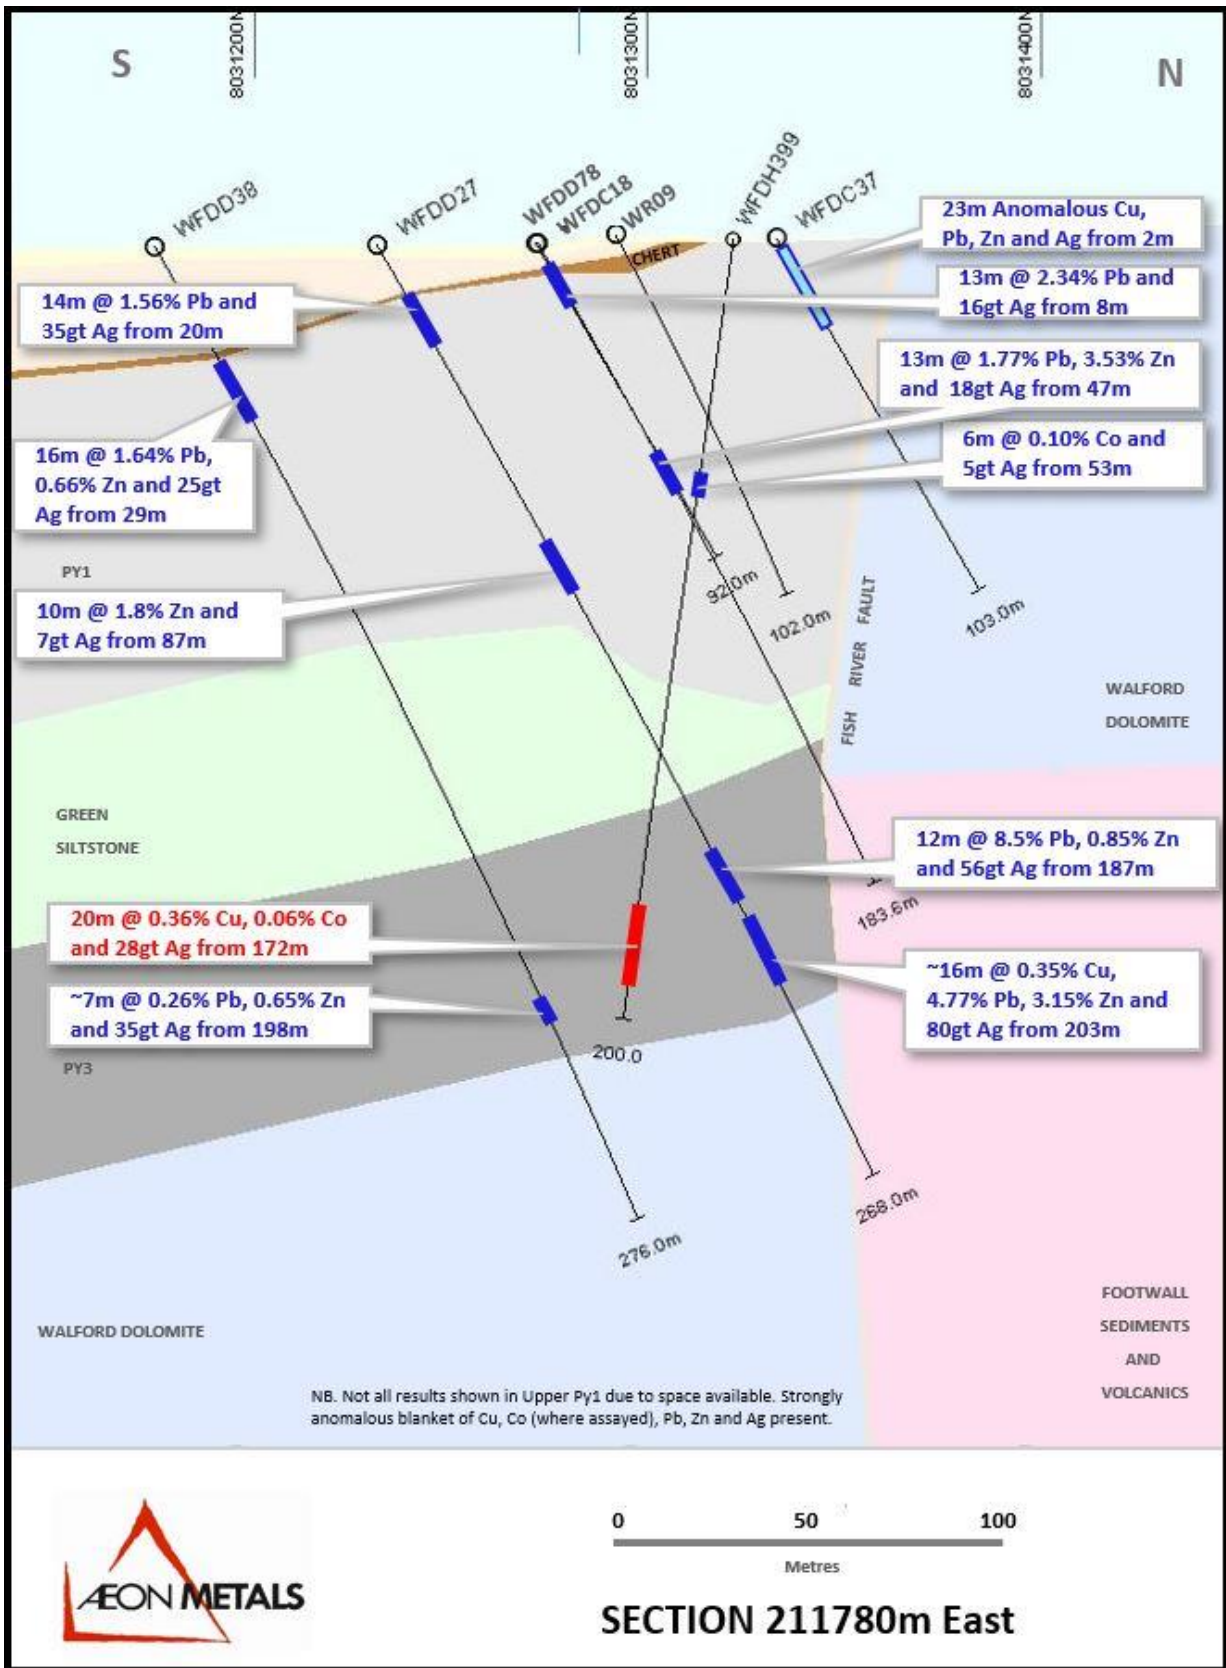 S
8031200N
8031300N
8031400N
N
WFDD38
WFDD27
WFDD78
WFDC18
WR09
WFDH399
WFDC37
CHERT
23m Anomalous Cu,
Pb, Zn and Ag from 2m
13m @ 2.34% Pb and
16gt Ag from 8m
14m @ 1.56% Pb and
35gt Ag from 20m
13m @ 1.77% Pb, 3.53% Zn
and 18gt Ag from 47m
6m @ 0.10% Co and
5gt Ag from 53m
16m @ 1.64% Pb,
0.66% Zn and 25gt
Ag from 29m
PY1
10m @ 1.8% Zn and
7gt Ag from 87m
92.0m
102.0m
103.0m
FISH RIVER FAULT
WALFORD
DOLOMITE
GREEN
SILTSTONE
12m @ 8.5% Pb, 0.85% Zn
and 56gt Ag from 187m
183.6m
20m @ 0.36% Cu, 0.06% Co
and 28gt Ag from 172m
~16m @ 0.35% Cu,
4.77% Pb, 3.15% Zn and
80gt Ag from 203m
~7m @ 0.26% Pb, 0.65% Zn
and 35gt Ag from 198m
200.0
PY3
268.0m
276.0m
WALFORD DOLOMITE
FOOTWALL
SEDIMENTS
AND
VOLCANICS
NB. Not all results shown in Upper Py1 due to space available. Strongly
anomalous blanket of Cu, Co (where assayed), Pb, Zn and Ag present.
0 50 100
Metres
ÆON METALS
SECTION 211780m East